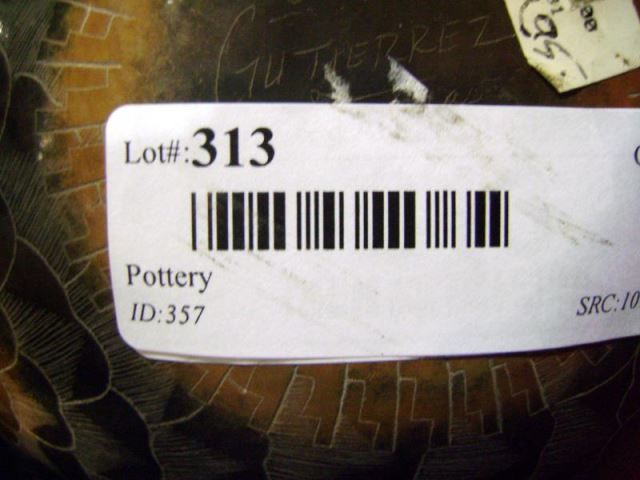 GUTIERREZ
Lot#:313
Pottery
ID:357
SRC:10